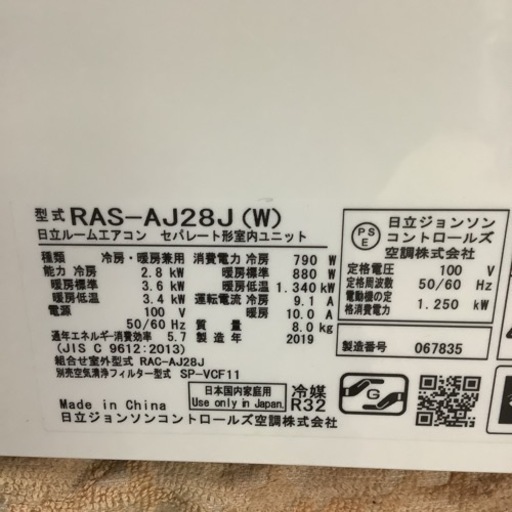 型式 RAS-AJ28J(W)
日立ルームエアコン セパレート形室内ユニット
種類 冷房・暖房兼用
能力 冷房 2.8 kW
暖房標準 3.6 kW
暖房低温 3.4 kW
電源 100 V
50/60 Hz
消費電力 冷房 790 W
暖房標準 880 W
暖房低温 1.340 kW
運転電流 冷房 9.1 A
暖房 10.0 A
質量 8.0kg
通年エネルギー消費効率 5.7
製造年 2019
(JIS C 9612:2013)
組合せ室外型式 RAC-AJ28J
別売空気清浄フィルター型式 SP-VCF11
日本国内家庭用
Use only in Japan.
冷媒
R32
Made in China
日立ジョンソンコントロールズ空調株式会社
PSE
日立ジョンソン
コントロールズ
空調株式会社
定格電圧 100 V
定格周波数 50/60 Hz
電動機の定
格消費電力 1.250 kW
製造番号 067835
G